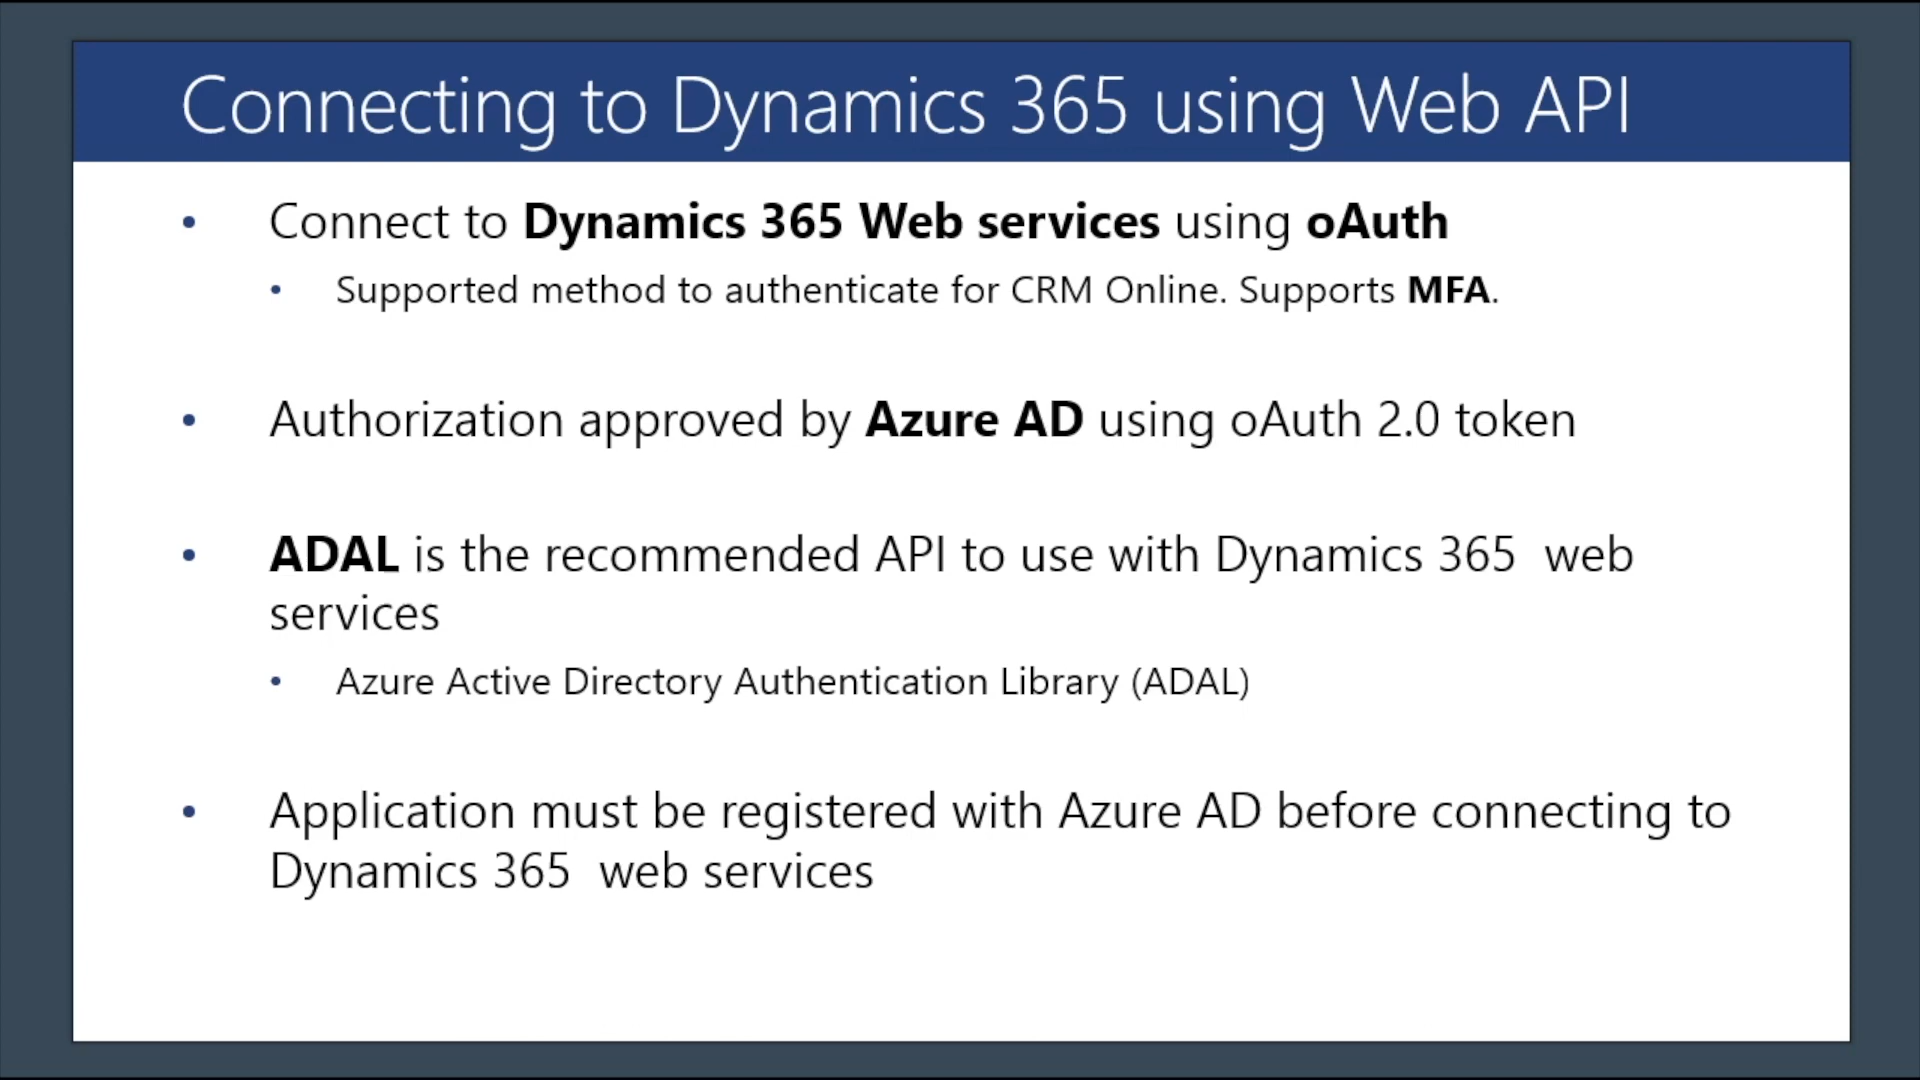 Connecting to Dynamics 365 using Web API
• Connect to Dynamics 365 Web services using oAuth
• Supported method to authenticate for CRM Online. Supports MFA.
• Authorization approved by Azure AD using oAuth 2.0 token
• ADAL is the recommended API to use with Dynamics 365  web
services
• Azure Active Directory Authentication Library (ADAL)
• Application must be registered with Azure AD before connecting to
Dynamics 365  web services